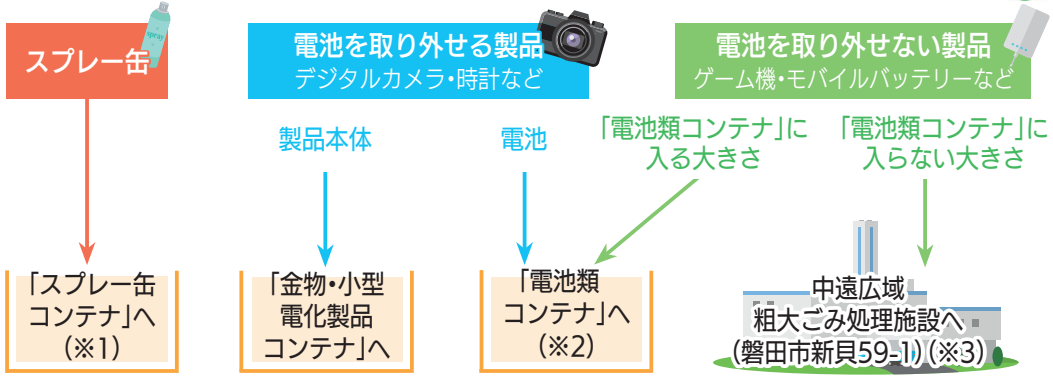 spray
スプレー缶
電池を取り外せる製品
デジタルカメラ・時計など
電池を取り外せない製品
ゲーム機・モバイルバッテリーなど
製品本体
電池
「電池類コンテナ」に
入る大きさ
「電池類コンテナ」に
入らない大きさ
「スプレー缶
コンテナ」へ
（※1）
「金物・小型
電化製品
コンテナ」へ
「電池類
コンテナ」へ
（※2）
中遠広域
粗大ごみ処理施設へ
（磐田市新貝59-1）（※3）